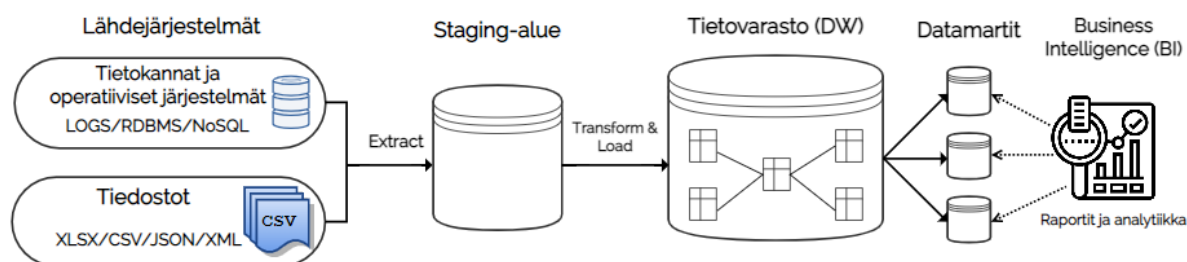 Lähdejärjestelmät
Tietokannat ja
operatiiviset järjestelmät
LOGS/RDBMS/NoSQL
Tiedostot
CSV
XLSX/CSV/JSON/XML
Extract
Staging-alue
Transform &
Load
Tietovarasto (DW)
Datamartit
Business
Intelligence (BI)
Raportit ja analytiikka